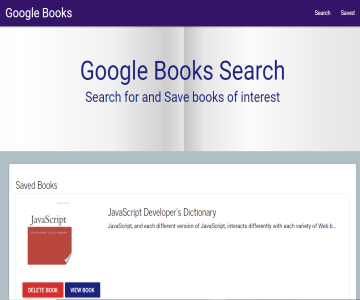 Google Books
Search
Saved
Google Books Search
Search for and Save books of interest
Saved Books
JavaScript
JavaScript Developer's Dictionary
JavaScript, and each different version of JavaScript, interacts differently with each variety of Web b...
DELETE BOOK
VIEW BOOK